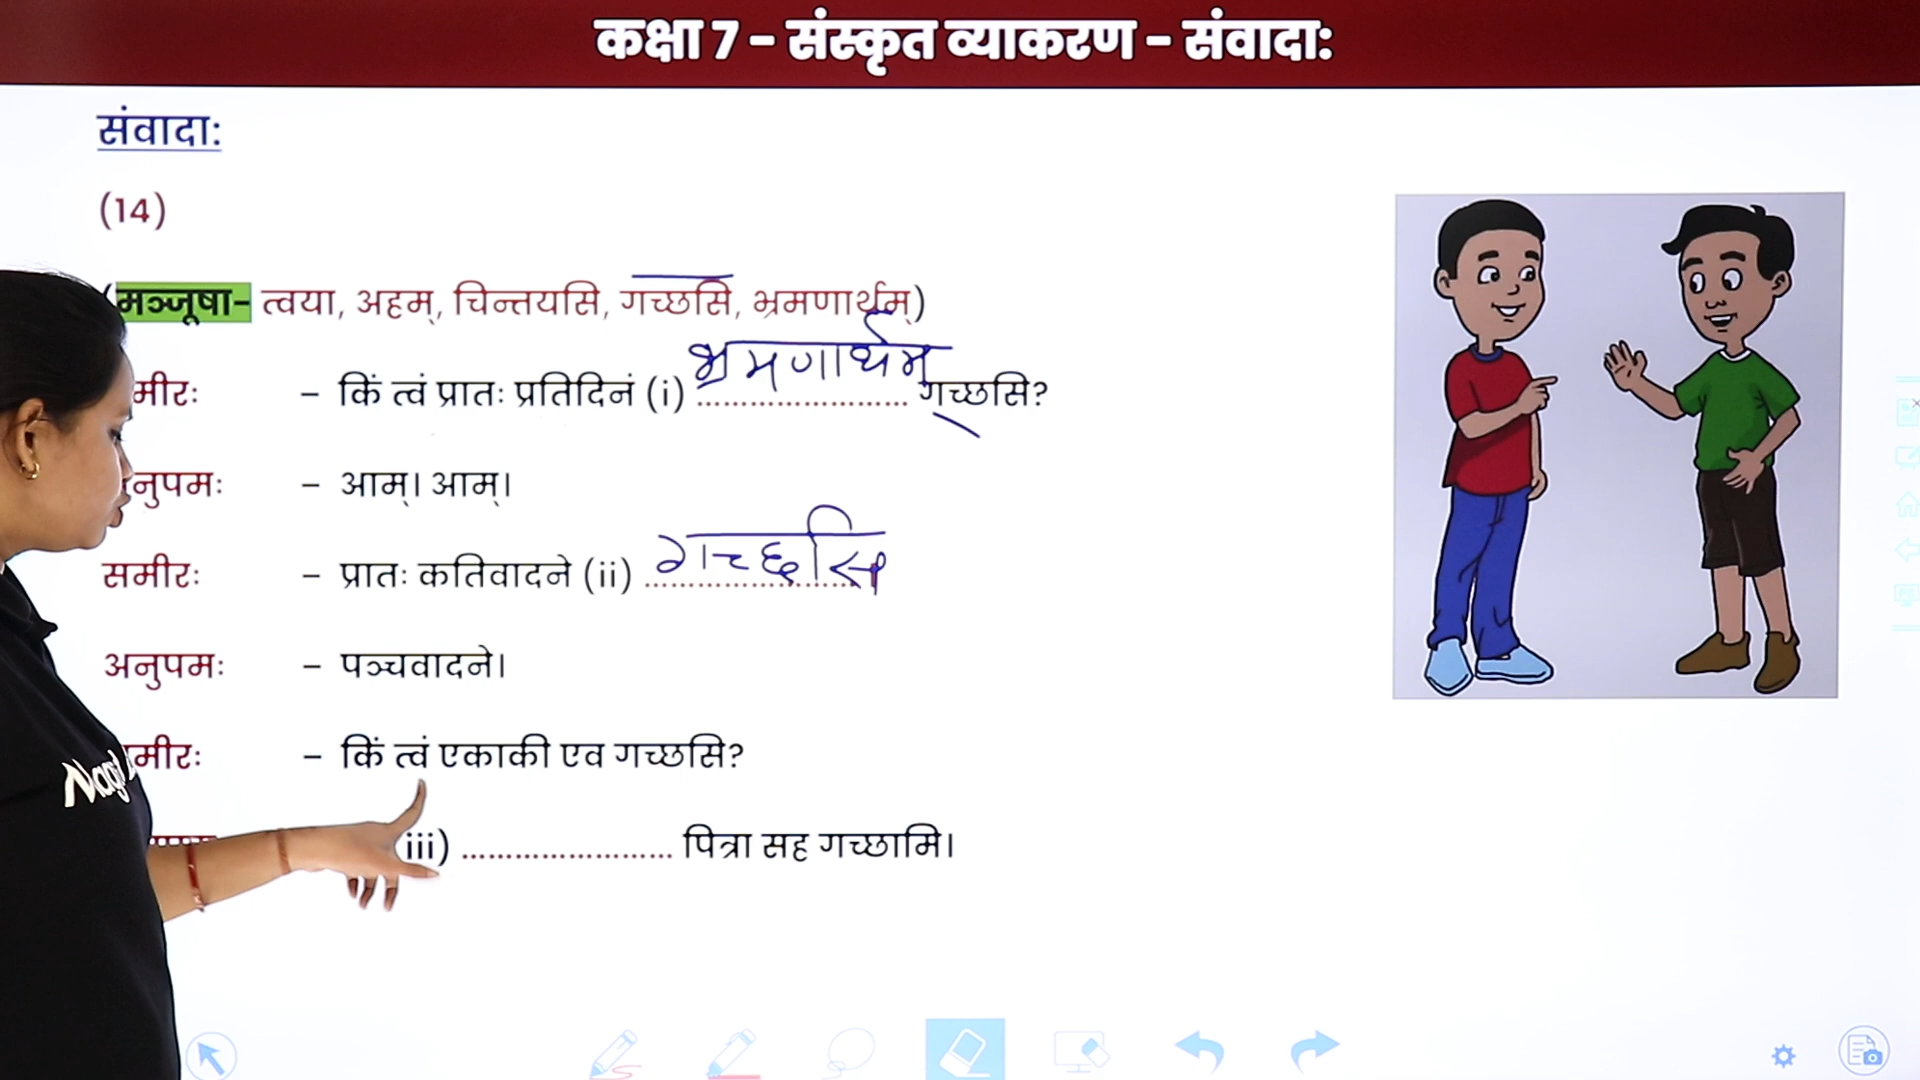 कक्षा 7 - संस्कृत व्याकरण - संवादाः
संवादाः
(14)
(मञ्जूषा- त्वया, अहम्, चिन्तयसि, गच्छसि, भ्रमणार्थम्)
मीरः – किं त्वं प्रातः प्रतिदिनं (i) भ्रमणार्थम् गच्छसि?
नुपमः – आम्। आम्।
समीरः – प्रातः कतिवादने (ii) गच्छसि
अनुपमः – पञ्चवादने।
मीरः – किं त्वं एकाकी एव गच्छसि?
iii) ........................ पित्रा सह गच्छामि।